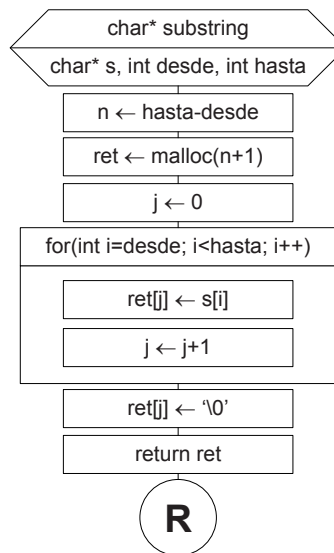 char* substring
char* s, int desde, int hasta
n ← hasta-desde
ret ← malloc(n+1)
j ← 0
for(int i=desde; i<hasta; i++)
ret[j] ← s[i]
j ← j+1
ret[j] ← ‘\0’
return ret
R